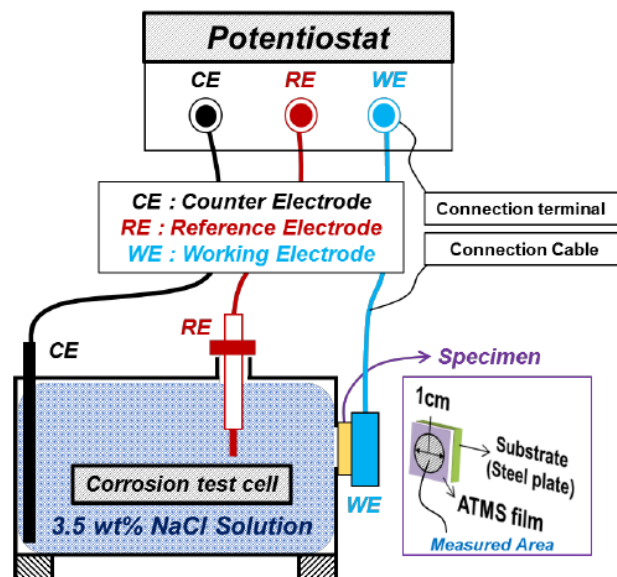 Potentiostat
CE RE WE
CE : Counter Electrode
RE : Reference Electrode
WE : Working Electrode
Connection terminal
Connection Cable
CE
RE
Specimen
1cm
Substrate
(Steel plate)
ATMS film
Measured Area
Corrosion test cell
WE
3.5 wt% NaCl Solution